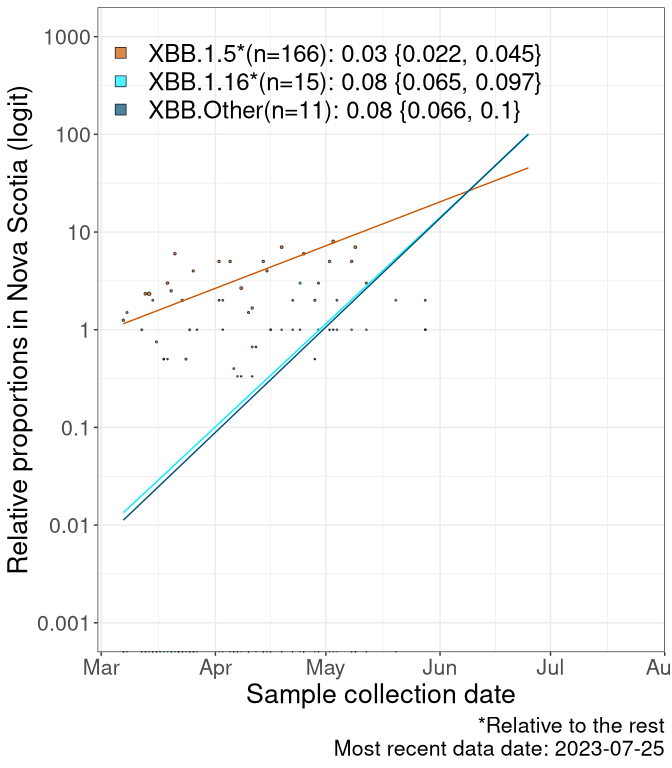 1000
100
10
1
0.1
0.01
0.001
Relative proportions in Nova Scotia (logit)
XBB.1.5*(n=166): 0.03 {0.022, 0.045}
XBB.1.16*(n=15): 0.08 {0.065, 0.097}
XBB.Other(n=11): 0.08 {0.066, 0.1}
Mar Apr May Jun Jul Au
Sample collection date
*Relative to the rest
Most recent data date: 2023-07-25